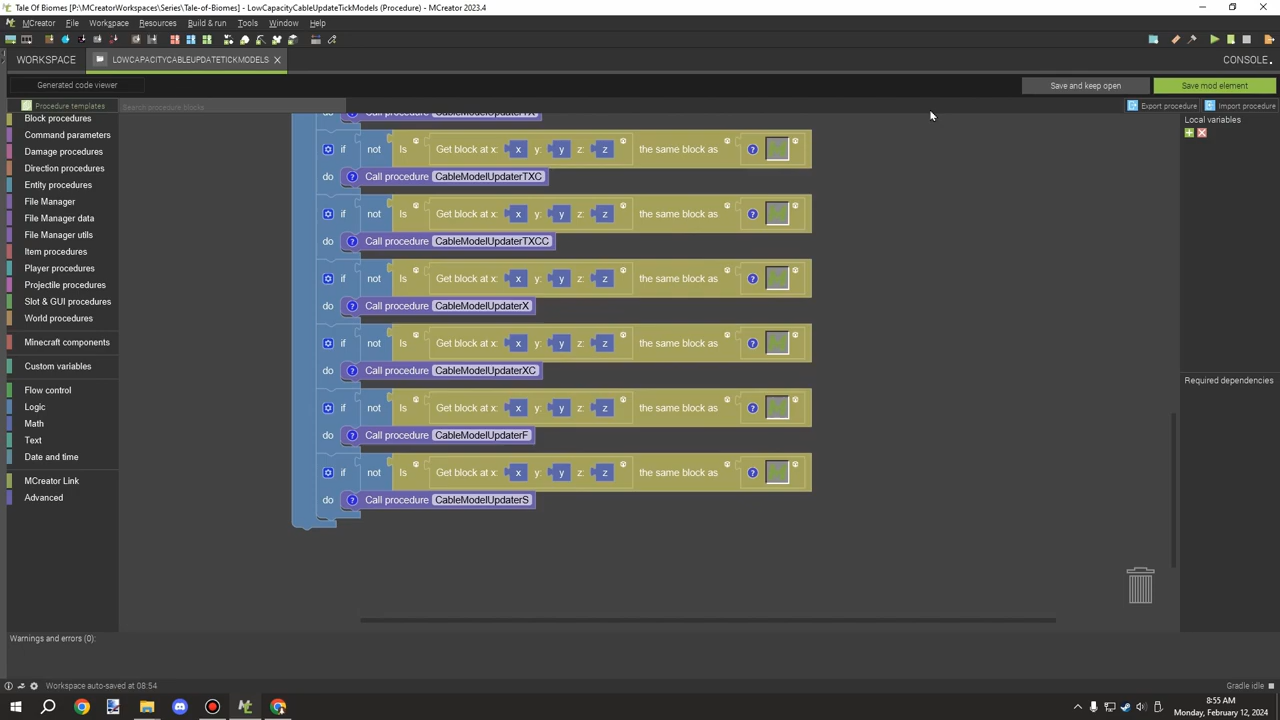 Tale Of Biomes [P:\MCreatorWorkspaces\Series\Tale-of-Biomes] - LowCapacityCableUpdateTickModels (Procedure) - MCreator 2023.4
MCreator File Workspace Resources Build & run Tools Window Help
WORKSPACE LOWCAPACITYCABLEUPDATETICKMODELS CONSOLE
Generated code viewer Save and keep open Save mod element
Procedure templates Search procedure blocks Export procedure Import procedure
Block procedures
Command parameters
Damage procedures
Direction procedures
Entity procedures
File Manager
File Manager data
File Manager utils
Item procedures
Player procedures
Projectile procedures
Slot & GUI procedures
World procedures
Minecraft components
Custom variables
Flow control
Logic
Math
Text
Date and time
MCreator Link
Advanced
do ? Call procedure CableModelUpdaterTX
if not Is Get block at x: x y: y z: z the same block as ?
do ? Call procedure CableModelUpdaterTXC
if not Is Get block at x: x y: y z: z the same block as ?
do ? Call procedure CableModelUpdaterTXCC
if not Is Get block at x: x y: y z: z the same block as ?
do ? Call procedure CableModelUpdaterX
if not Is Get block at x: x y: y z: z the same block as ?
do ? Call procedure CableModelUpdaterXC
if not Is Get block at x: x y: y z: z the same block as ?
do ? Call procedure CableModelUpdaterF
if not Is Get block at x: x y: y z: z the same block as ?
do ? Call procedure CableModelUpdaterS
Local variables
Required dependencies
Warnings and errors (0):
Workspace auto-saved at 08:54 Gradle idle
8:55 AM
Monday, February 12, 2024